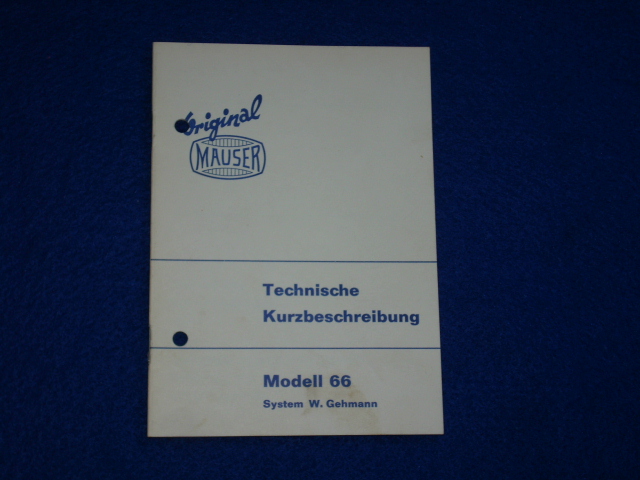 Original
MAUSER
Technische
Kurzbeschreibung
Modell 66
System W. Gehmann